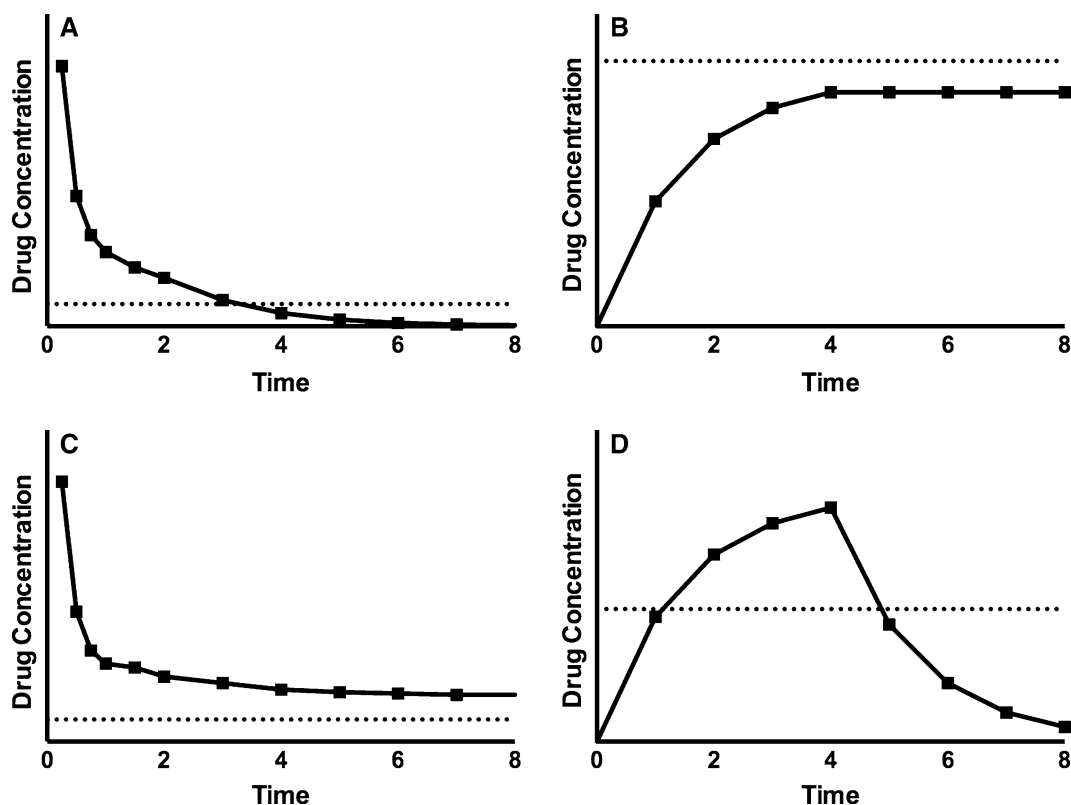 A
Drug Concentration
0 2 4 6 8
Time
B
Drug Concentration
0 2 4 6 8
Time
C
Drug Concentration
0 2 4 6 8
Time
D
Drug Concentration
0 2 4 6 8
Time